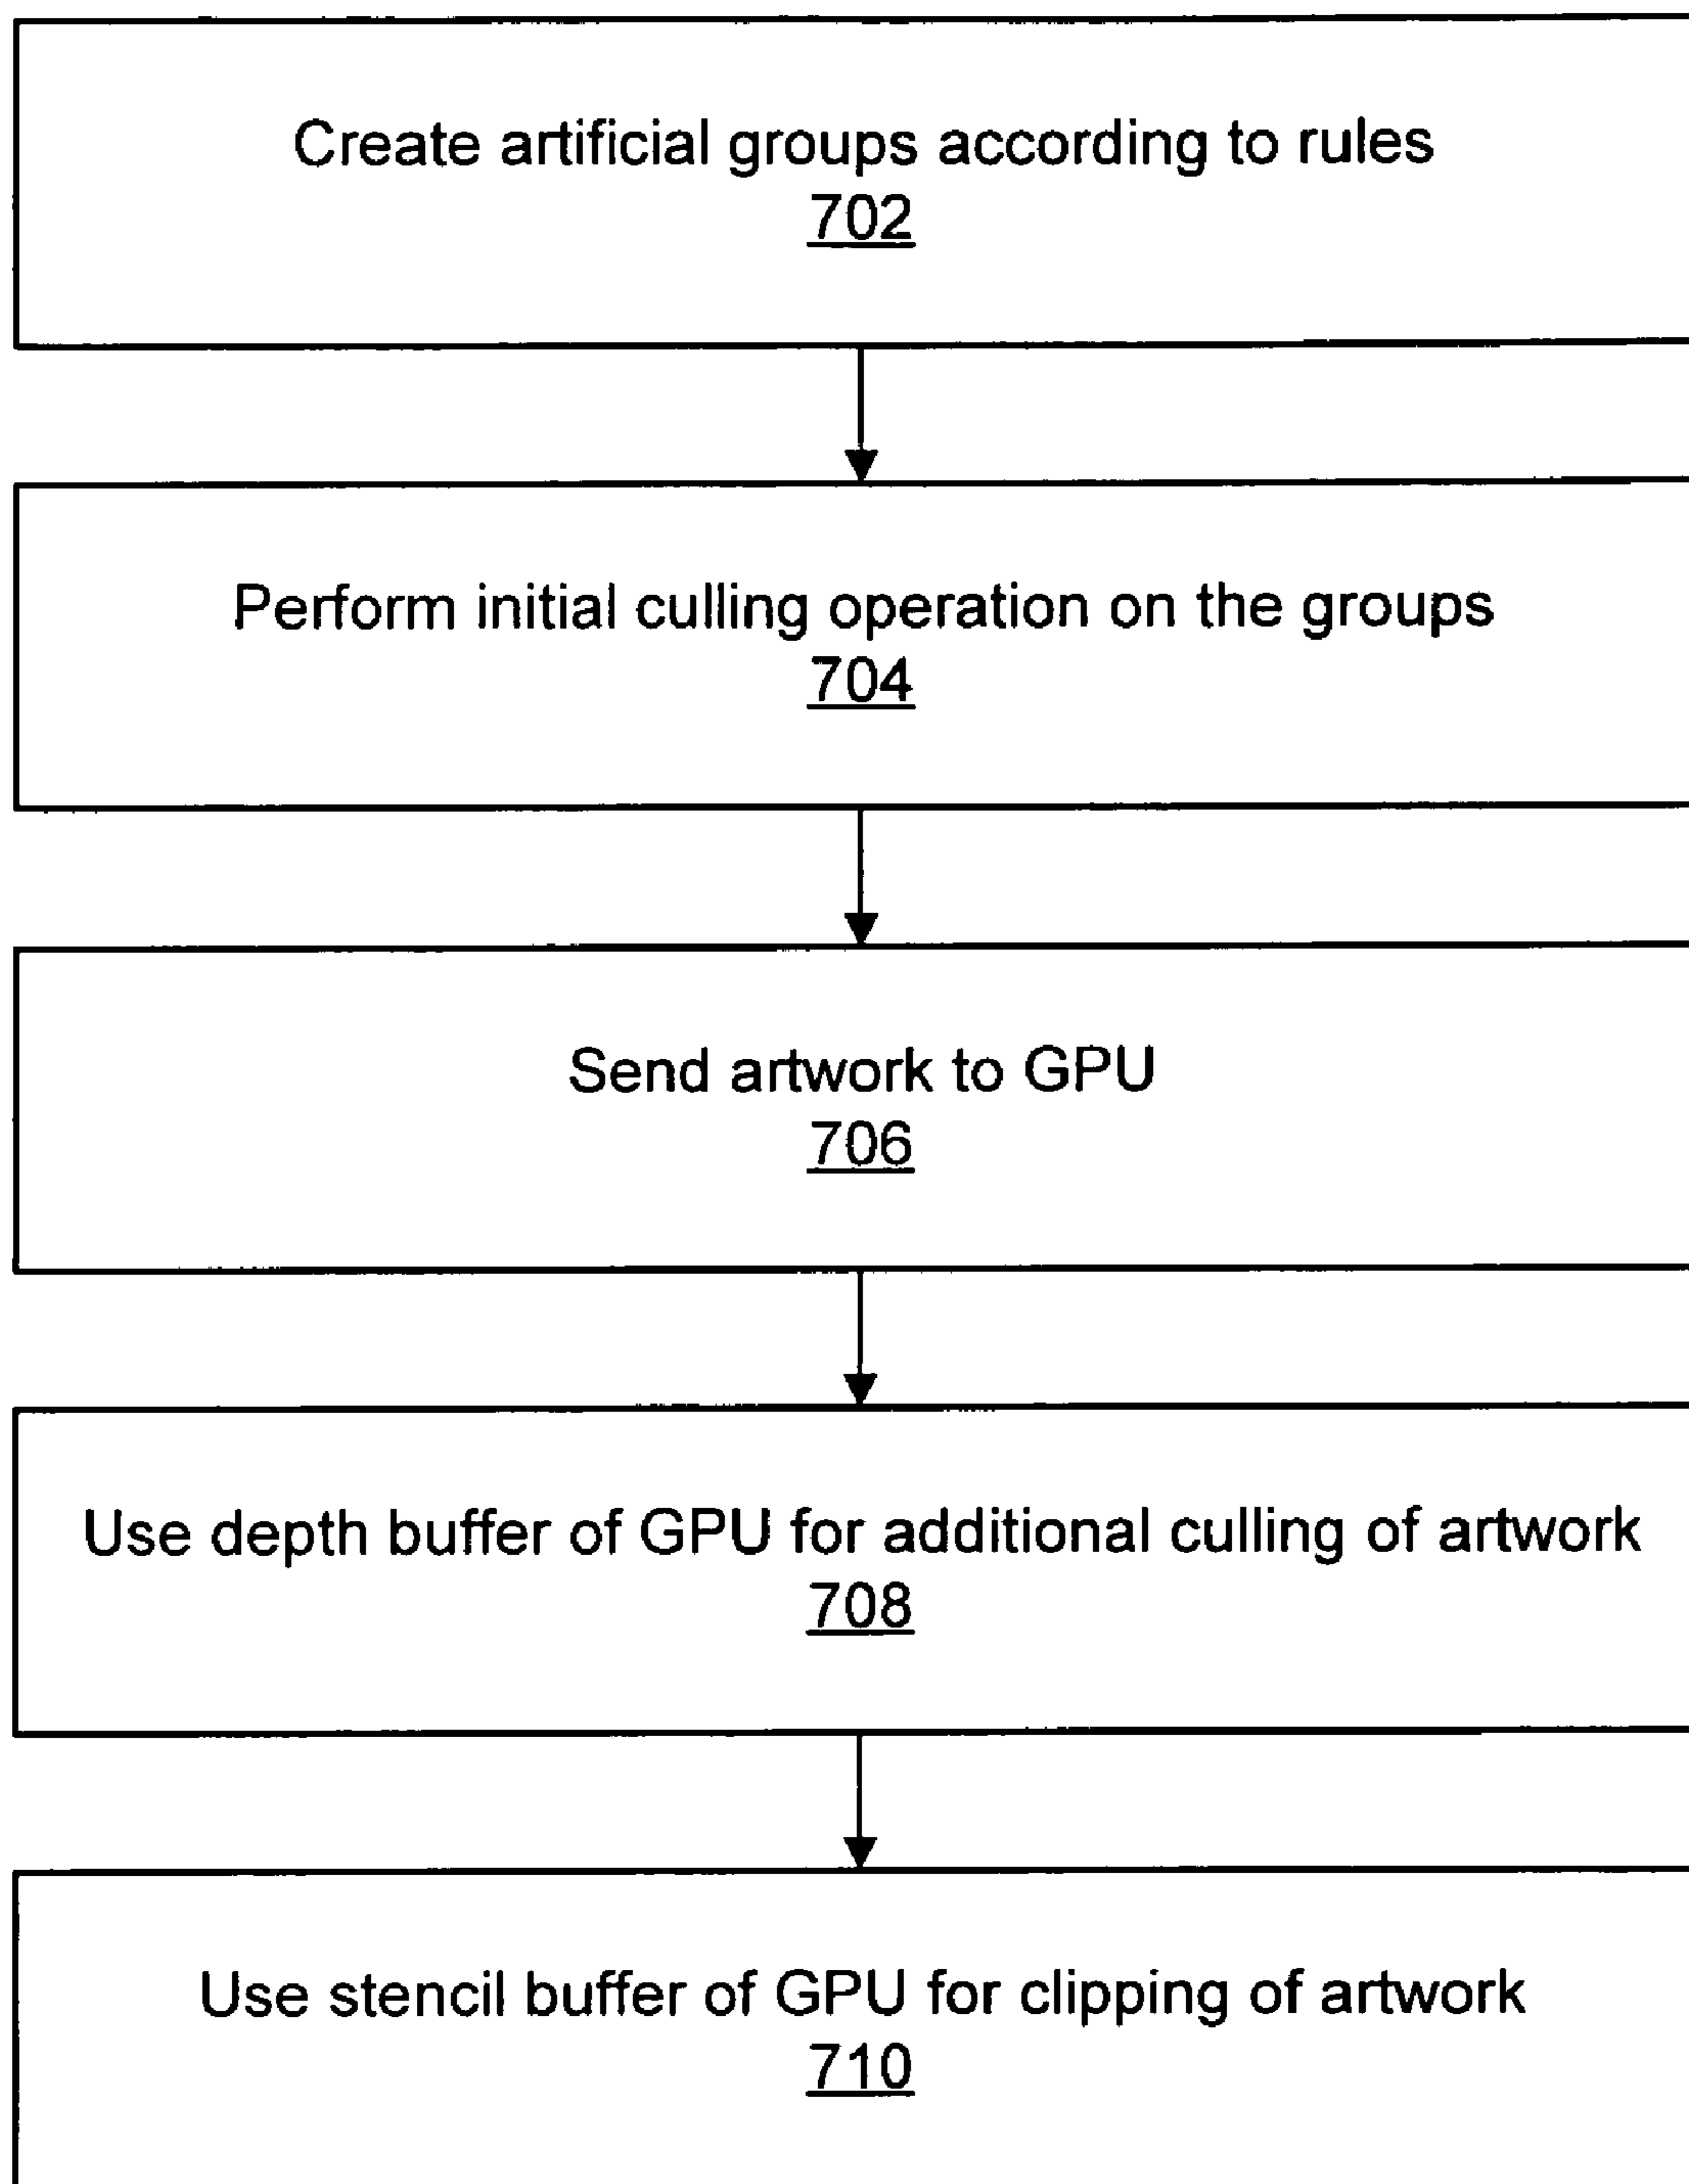 Create artificial groups according to rules
702
Perform initial culling operation on the groups
704
Send artwork to GPU
706
Use depth buffer of GPU for additional culling of artwork
708
Use stencil buffer of GPU for clipping of artwork
710